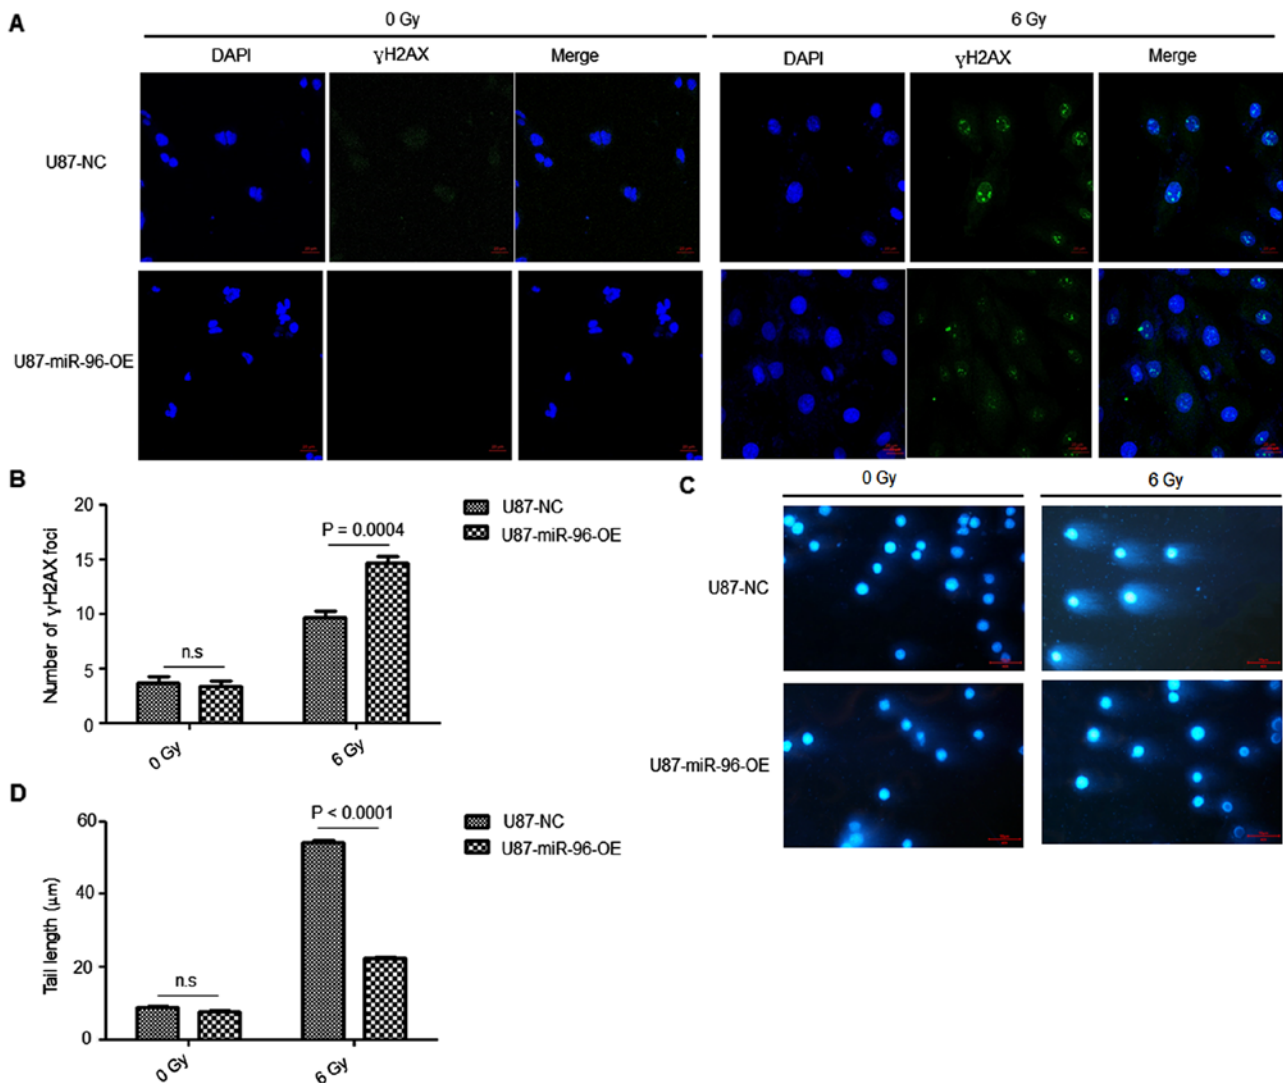 A
0 Gy
6 Gy
DAPI
γH2AX
Merge
DAPI
γH2AX
Merge
U87-NC
U87-miR-96-OE
B
Number of γH2AX foci
20
15
10
5
0
n.s
P = 0.0004
0 Gy
6 Gy
U87-NC
U87-miR-96-OE
C
0 Gy
6 Gy
U87-NC
U87-miR-96-OE
D
Tail length (μm)
60
40
20
0
n.s
P < 0.0001
0 Gy
6 Gy
U87-NC
U87-miR-96-OE